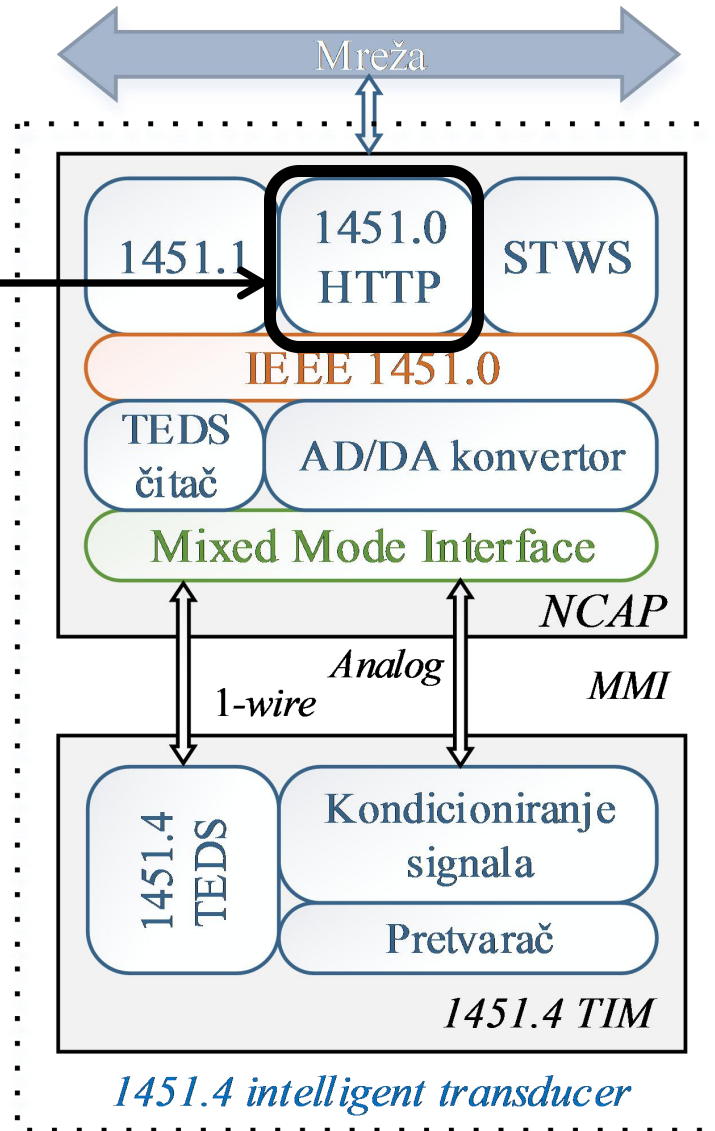 Mreža
1451.1
1451.0
HTTP
STWS
IEEE 1451.0
TEDS
čitač
AD/DA konvertor
Mixed Mode Interface
NCAP
Analog
1-wire
MMI
1451.4
TEDS
Kondicioniranje
signala
Pretvarač
1451.4 TIM
1451.4 intelligent transducer